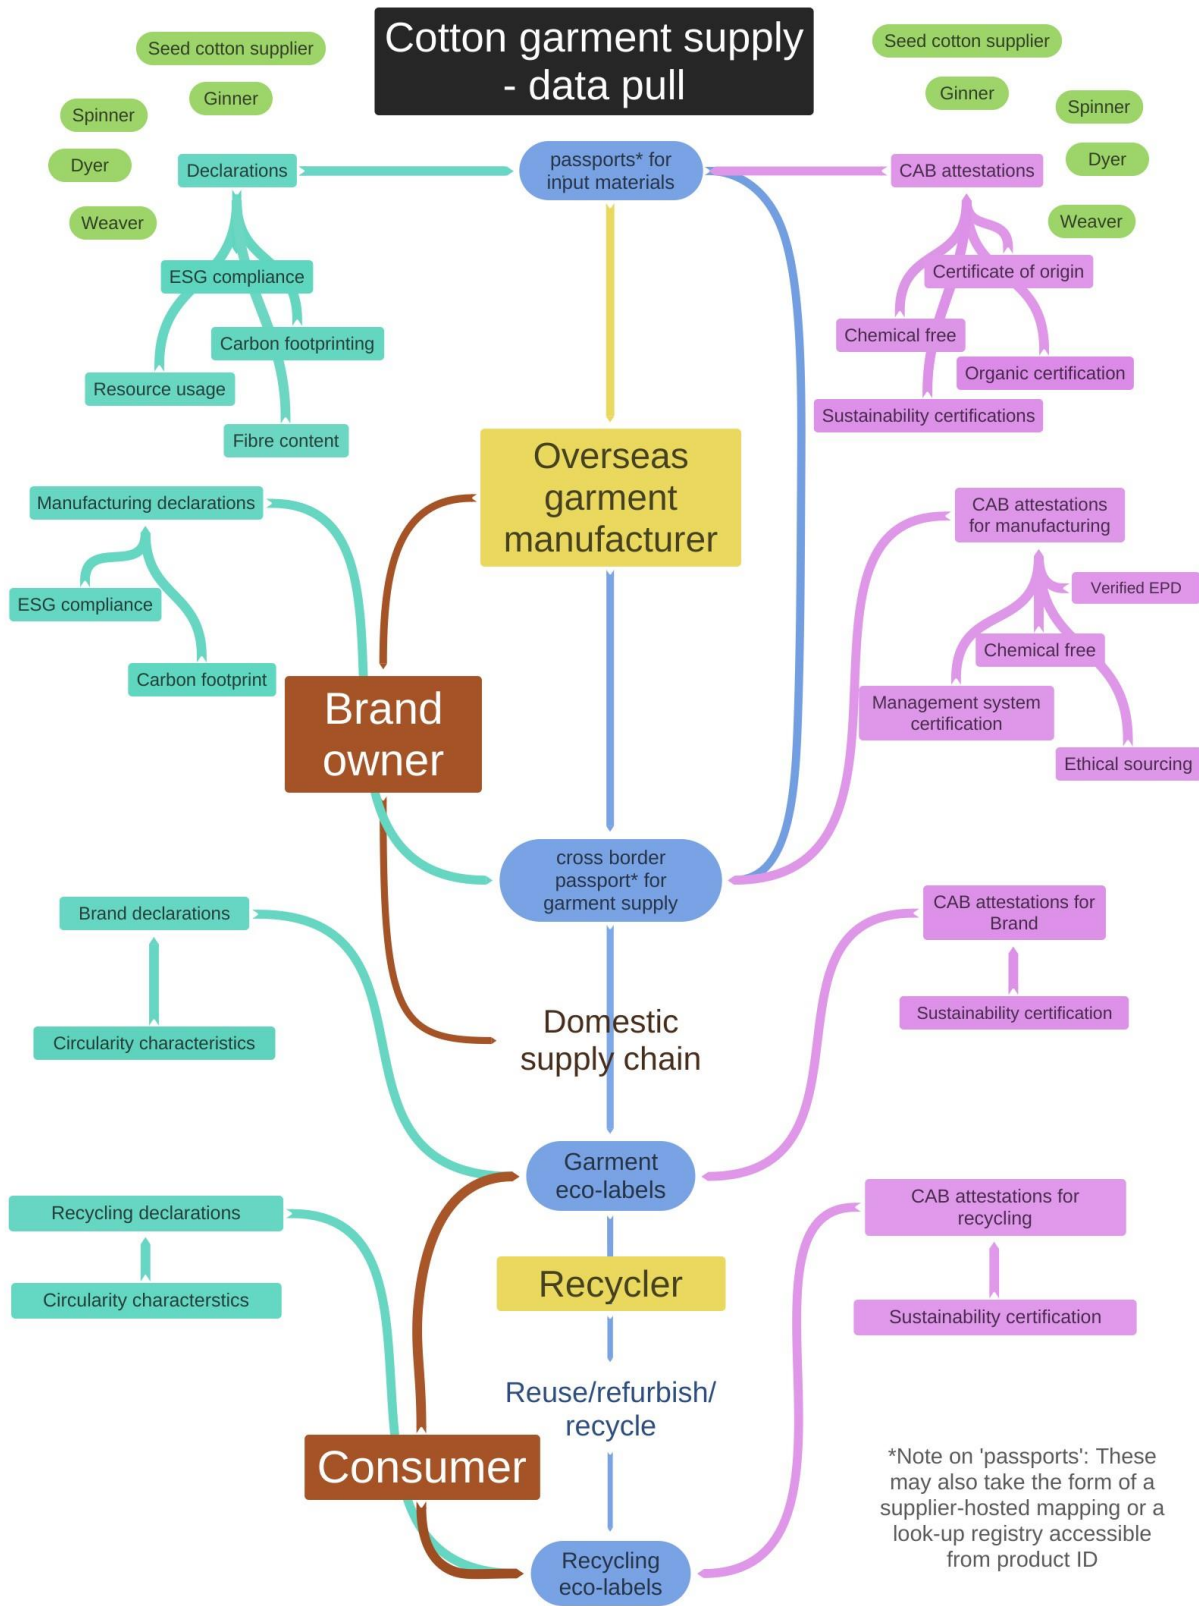 Cotton garment supply
- data pull
Seed cotton supplier
Ginner
Spinner
Dyer
Weaver
Seed cotton supplier
Ginner
Spinner
Dyer
Weaver
Declarations
passports* for
input materials
CAB attestations
ESG compliance
Carbon footprinting
Resource usage
Fibre content
Certificate of origin
Chemical free
Organic certification
Sustainability certifications
Overseas
garment
manufacturer
Manufacturing declarations
ESG compliance
Carbon footprint
CAB attestations
for manufacturing
Verified EPD
Chemical free
Management system
certification
Ethical sourcing
Brand
owner
cross border
passport* for
garment supply
Brand declarations
Circularity characteristics
CAB attestations for
Brand
Sustainability certification
Domestic
supply chain
Garment
eco-labels
Recycling declarations
Circularity characterstics
CAB attestations for
recycling
Sustainability certification
Recycler
Reuse/refurbish/
recycle
Consumer
Recycling
eco-labels
*Note on 'passports': These
may also take the form of a
supplier-hosted mapping or a
look-up registry accessible
from product ID